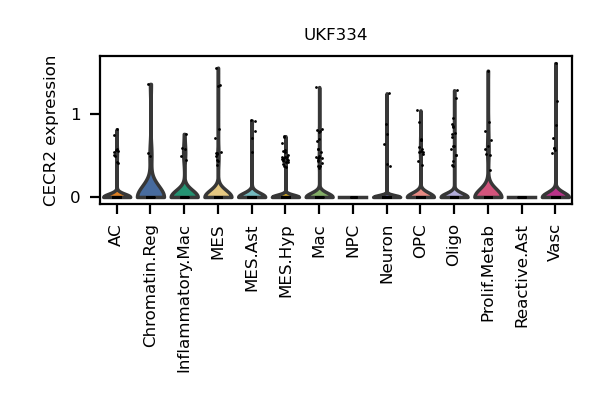 UKF334
CECR2 expression
1
0
AC
Chromatin.Reg
Inflammatory.Mac
MES
MES.Ast
MES.Hyp
Mac
NPC
Neuron
OPC
Oligo
Prolif.Metab
Reactive.Ast
Vasc